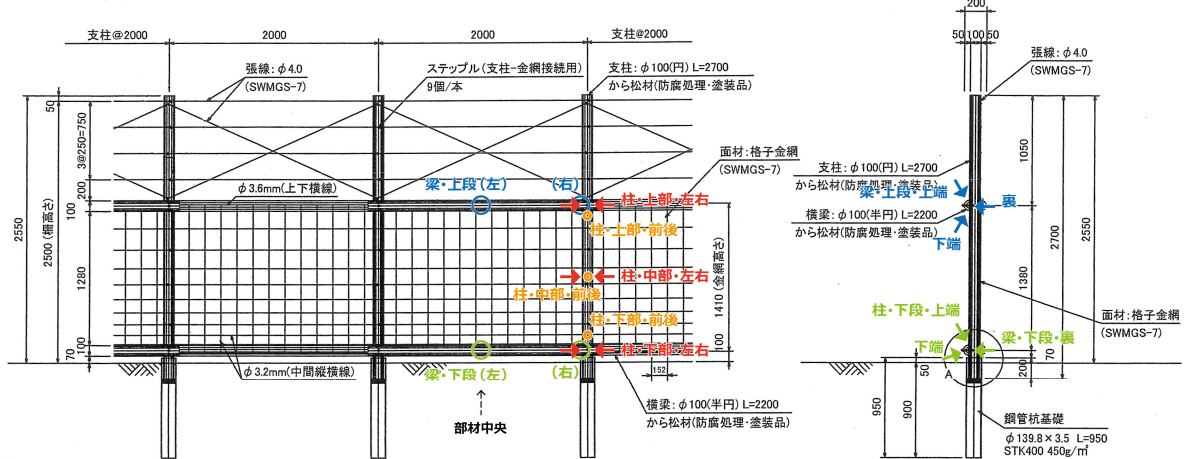 支柱@2000
2000
2000
支柱@2000
張線:φ4.0
(SWMGS-7)
ステップル(支柱-金網接続用)
9個/本
支柱:φ100(円) L=2700
から松材(防腐処理・塗装品)
面材:格子金網
(SWMGS-7)
φ3.6mm(上下横線)
梁・上段(左)
(右)
柱・上部・左右
柱・上部・前後
柱・中部・左右
柱・中部・前後
柱・下部・前後
柱・下部・左右
梁・下段(左)
(右)
φ3.2mm(中間縦横線)
部材中央
152
横梁:φ100(半円) L=2200
から松材(防腐処理・塗装品)
2550
2500(柵高さ)
50
3@250=750
200
100
1280
100
70
1410(金網高さ)
100
200
50
100
50
張線:φ4.0
(SWMGS-7)
支柱:φ100(円) L=2700
から松材(防腐処理・塗装品)
梁・上段・上端
裏
横梁:φ100(半円) L=2200
から松材(防腐処理・塗装品)
下端
柱・下段・上端
梁・下段・裏
下端
A
面材:格子金網
(SWMGS-7)
1050
1380
2700
2550
70
200
50
950
900
鋼管杭基礎
φ139.8×3.5 L=950
STK400 450g/㎡